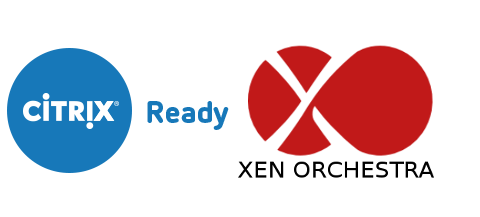 CiTRIX® Ready
XEN ORCHESTRA